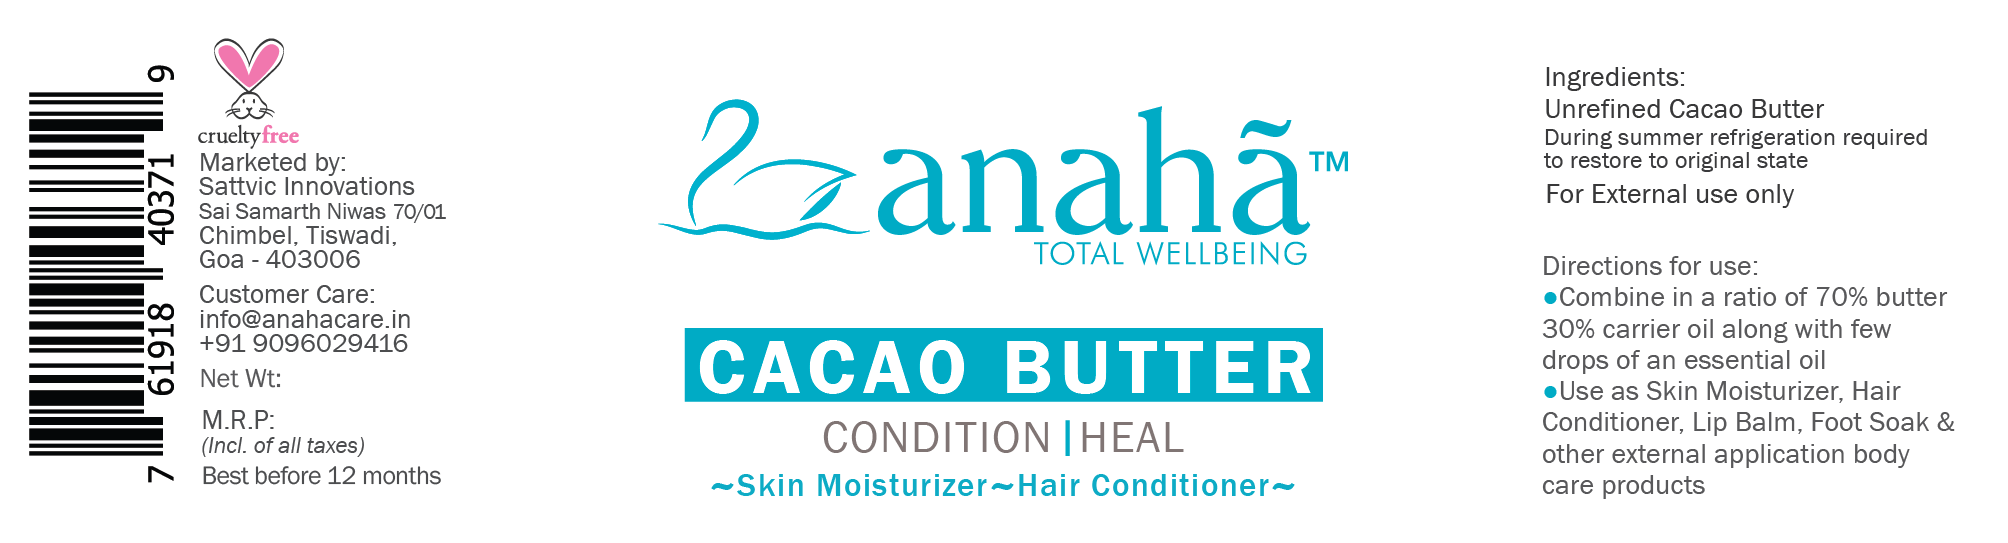 7 61918 40371 9
crueltyfree
Marketed by:
Sattvic Innovations
Sai Samarth Niwas 70/01
Chimbel, Tiswadi,
Goa - 403006
Customer Care:
info@anahacare.in
+91 9096029416
Net Wt:
M.R.P:
(Incl. of all taxes)
Best before 12 months
anahã™
TOTAL WELLBEING
CACAO BUTTER
CONDITION | HEAL
~Skin Moisturizer~Hair Conditioner~
Ingredients:
Unrefined Cacao Butter
During summer refrigeration required
to restore to original state
For External use only
Directions for use:
●Combine in a ratio of 70% butter
30% carrier oil along with few
drops of an essential oil
●Use as Skin Moisturizer, Hair
Conditioner, Lip Balm, Foot Soak &
other external application body
care products